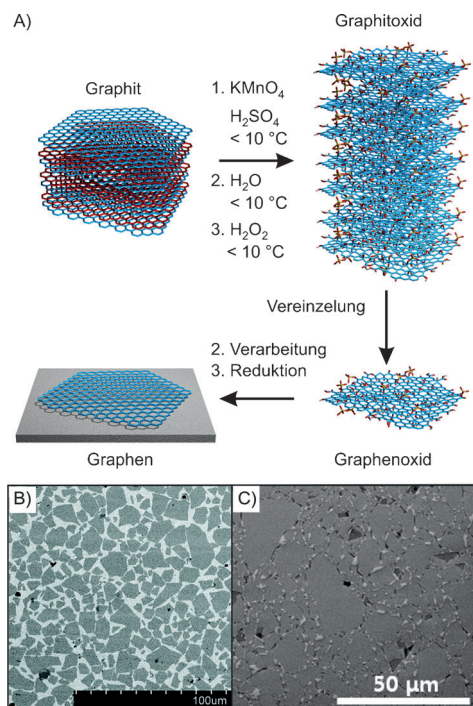 A)
Graphit
Graphitoxid
1. KMnO4
H2SO4
< 10 °C
2. H2O
< 10 °C
3. H2O2
< 10 °C
Vereinzelung
2. Verarbeitung
3. Reduktion
Graphen
Graphenoxid
B)
C)
100um
50 µm